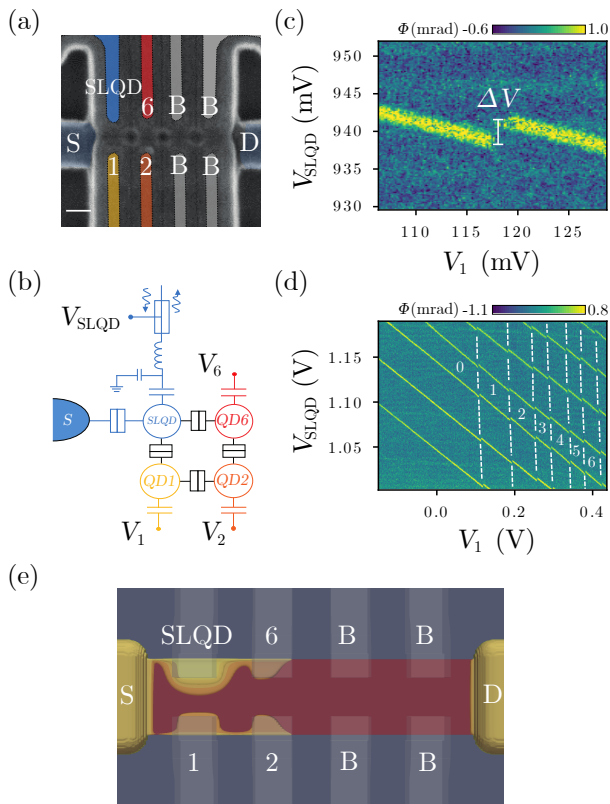 (a)
SLQD 6 B B
S D
1 2 B B
(b)
V_SLQD
V_6
S SLQD QD6
QD1 QD2
V_1 V_2
(c)
Φ(mrad) -0.6 1.0
950
945
940
935
930
V_SLQD (mV)
ΔV
110 115 120 125
V_1 (mV)
(d)
Φ(mrad) -1.1 0.8
1.15
1.10
1.05
V_SLQD (V)
0 1 2 3 4 5 6
0.0 0.2 0.4
V_1 (V)
(e)
SLQD 6 B B
S D
1 2 B B